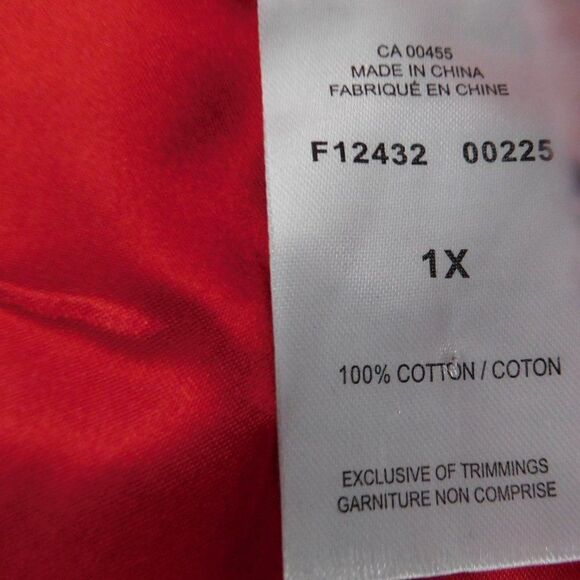 CA 00455
MADE IN CHINA
FABRIQUÉ EN CHINE
F12432 00225
1X
100% COTTON / COTON
EXCLUSIVE OF TRIMMINGS
GARNITURE NON COMPRISE